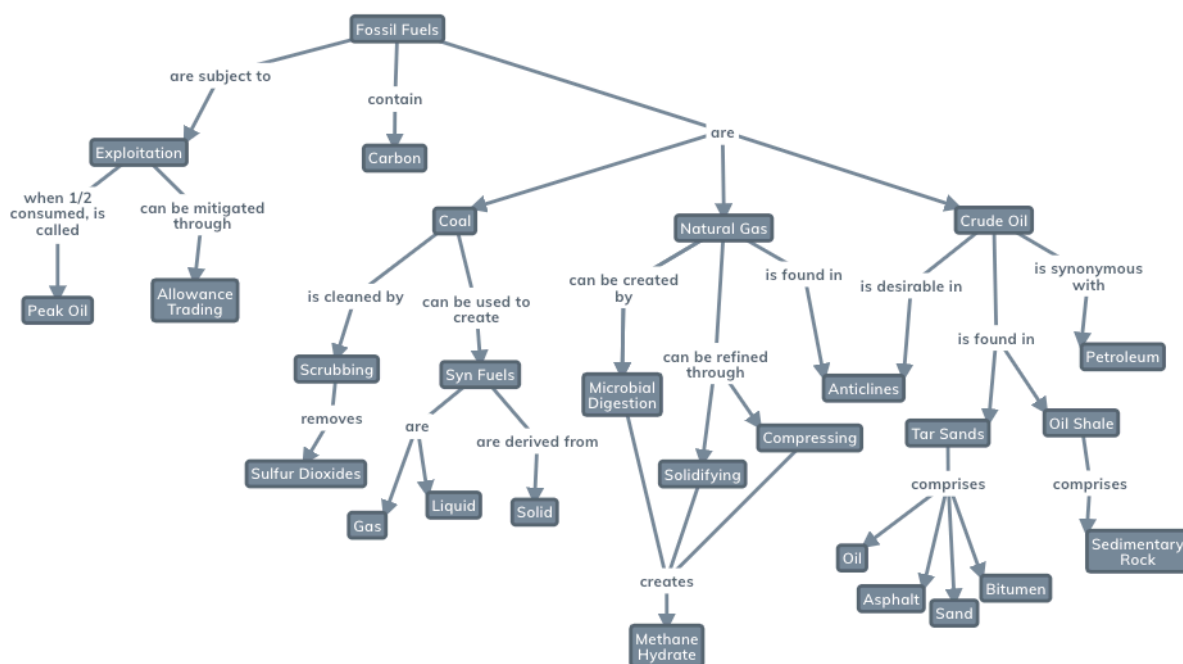 Fossil Fuels
are subject to
contain
are
Exploitation
Carbon
when 1/2
consumed, is
called
can be mitigated
through
Coal
Natural Gas
Crude Oil
Peak Oil
Allowance
Trading
is cleaned by
can be used to
create
can be created
by
is found in
is desirable in
is synonymous
with
is found in
can be refined
through
Scrubbing
Syn Fuels
Microbial
Digestion
Anticlines
Petroleum
removes
are
are derived from
Compressing
Tar Sands
Oil Shale
Sulfur Dioxides
Solidifying
comprises
comprises
Gas
Liquid
Solid
Oil
Asphalt
Sand
Bitumen
Sedimentary
Rock
creates
Methane
Hydrate